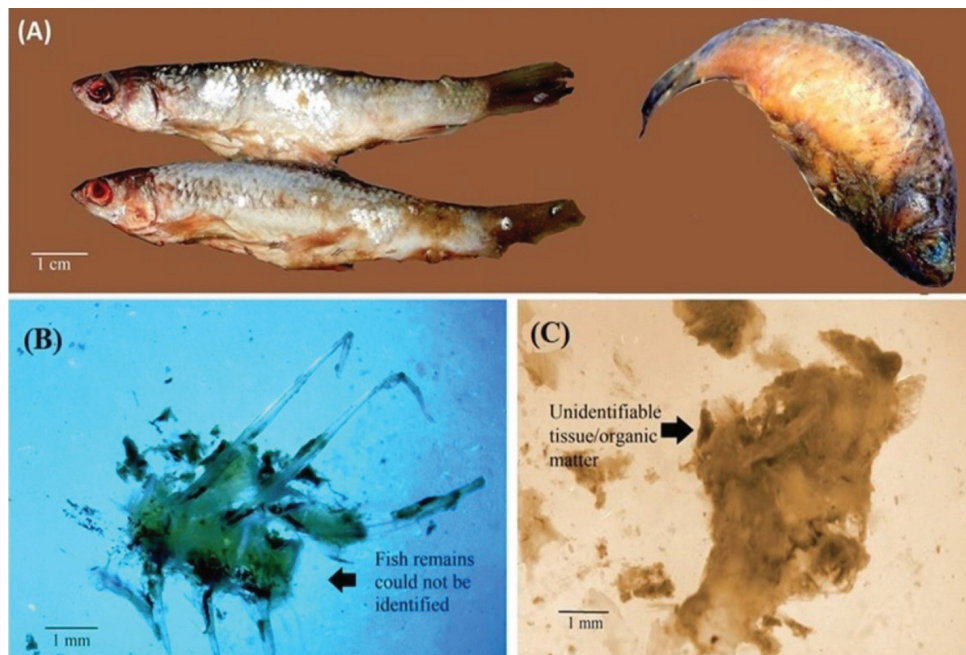 (A)
1 cm
(B)
Fish remains
could not be
identified
1 mm
(C)
Unidentifiable
tissue/organic
matter
1 mm